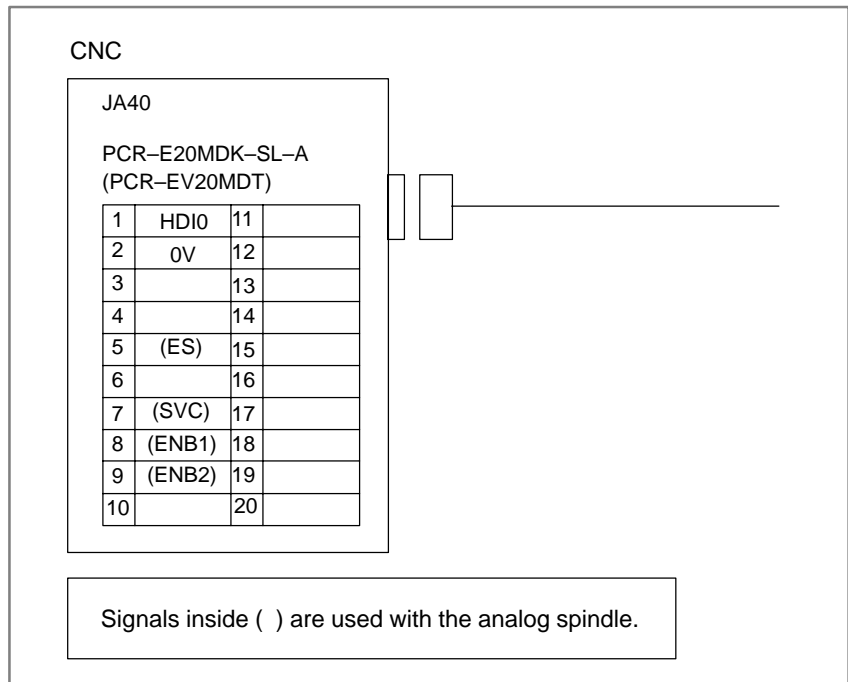 CNC
JA40
PCR–E20MDK–SL–A
(PCR–EV20MDT)
1 HDI0 11
2 0V 12
3 13
4 14
5 (ES) 15
6 16
7 (SVC) 17
8 (ENB1) 18
9 (ENB2) 19
10 20
Signals inside ( ) are used with the analog spindle.